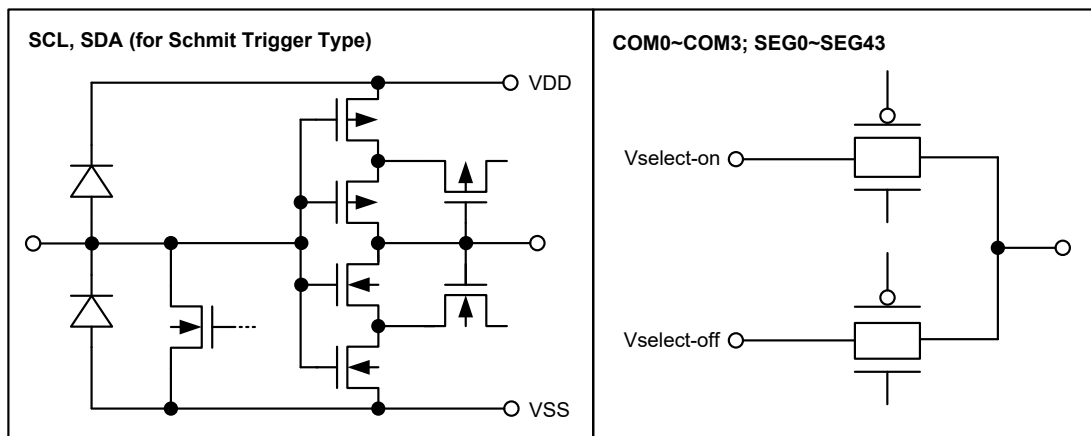 SCL, SDA (for Schmit Trigger Type)
VDD
VSS
COM0~COM3; SEG0~SEG43
Vselect-on
Vselect-off